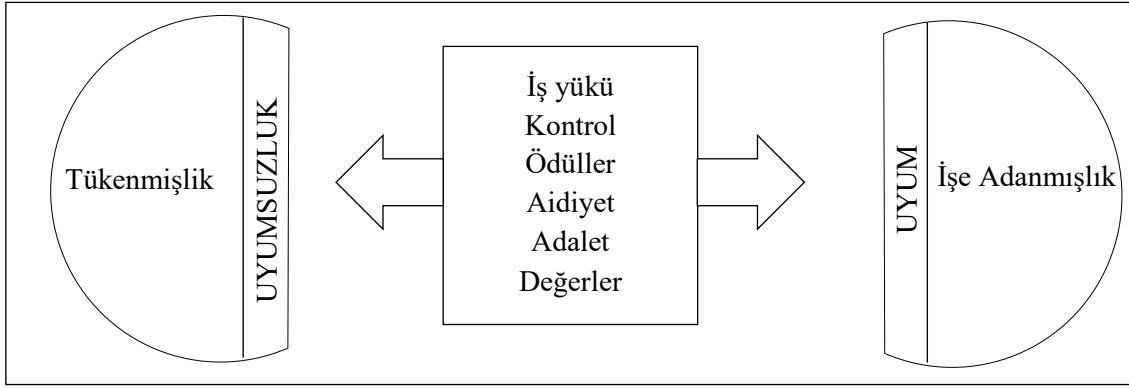 Tükenmişlik
UYUMSUZLUK
İş yükü
Kontrol
Ödüller
Aidiyet
Adalet
Değerler
UYUM
İşe Adanmışlık